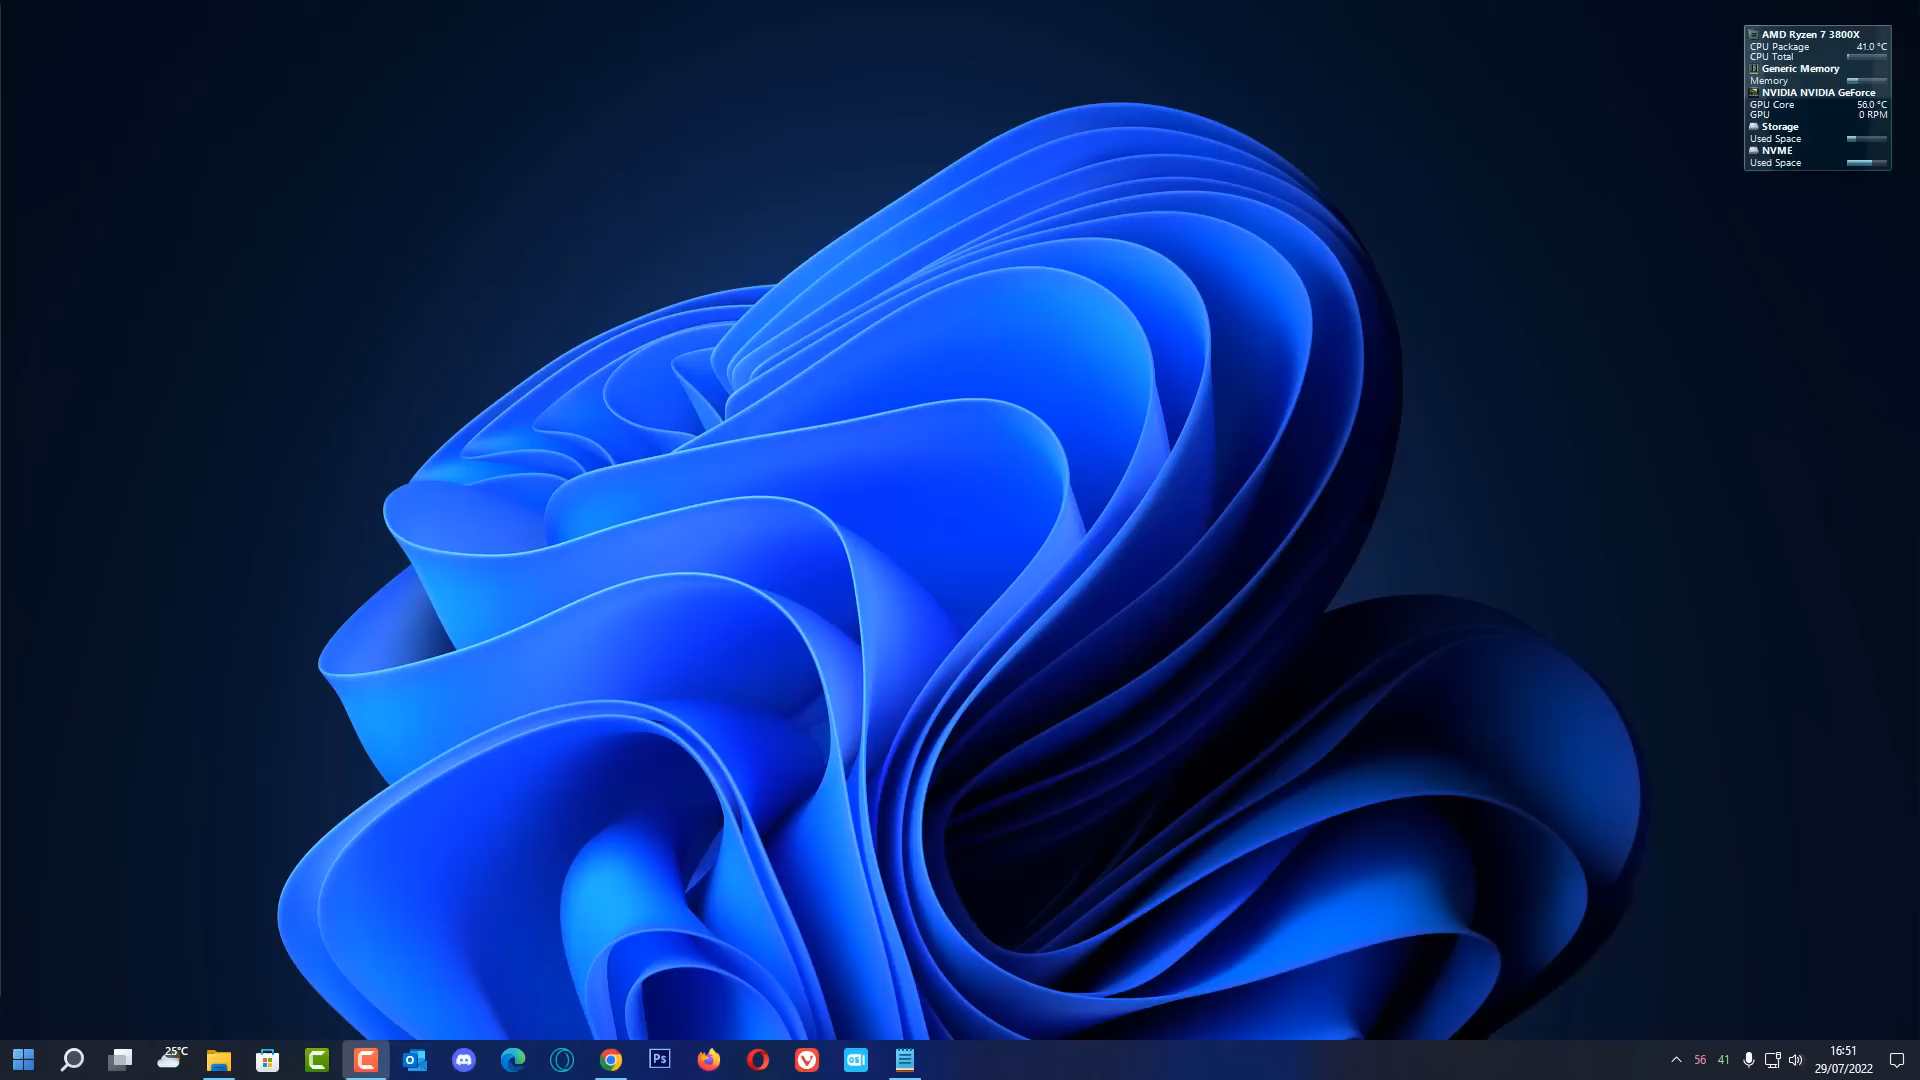 AMD Ryzen 7 3800X
CPU Package 41.0 °C
CPU Total
Generic Memory
Memory
NVIDIA NVIDIA GeForce
GPU Core 56.0 °C
GPU 0 RPM
Storage
Used Space
NVME
Used Space
25°C
Ps
56 41
16:51
29/07/2022